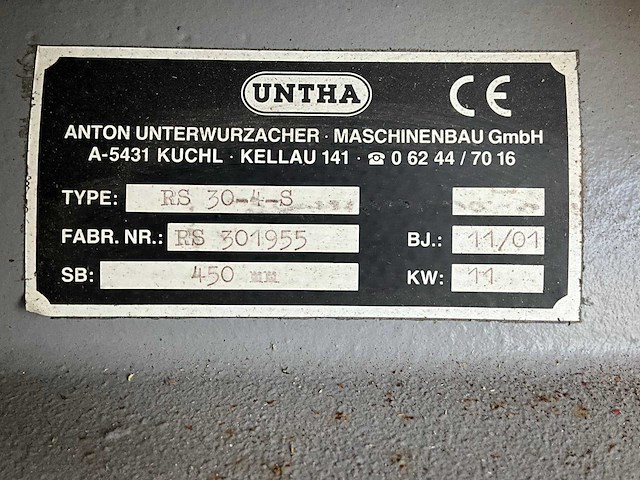 UNTHA CE
ANTON UNTERWURZACHER · MASCHINENBAU GmbH
A-5431 KUCHL · KELLAU 141 · ☎ 0 62 44 / 70 16
TYPE: RS 30-4-S
FABR. NR.: RS 301955 BJ.: 11/01
SB: 450 mm KW: 11